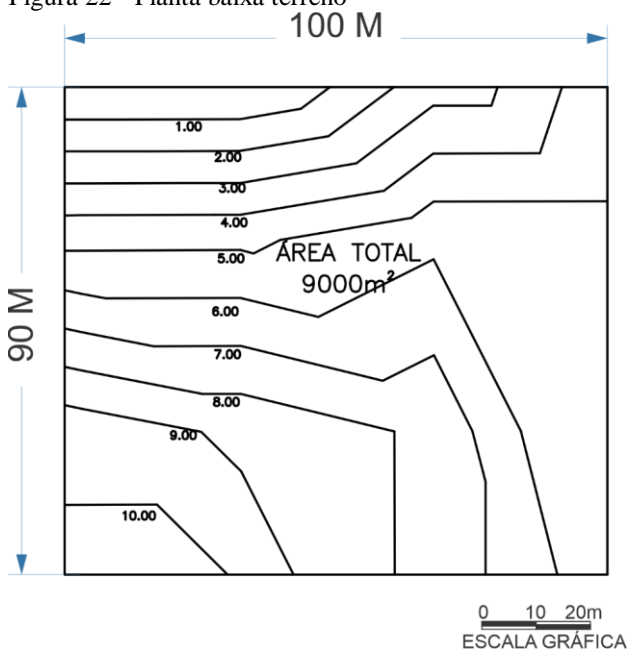 Figura 22 - Planta baixa terreno
100 M
90 M
1.00
2.00
3.00
4.00
5.00
ÁREA TOTAL
9000m²
6.00
7.00
8.00
9.00
10.00
0 10 20m
ESCALA GRÁFICA